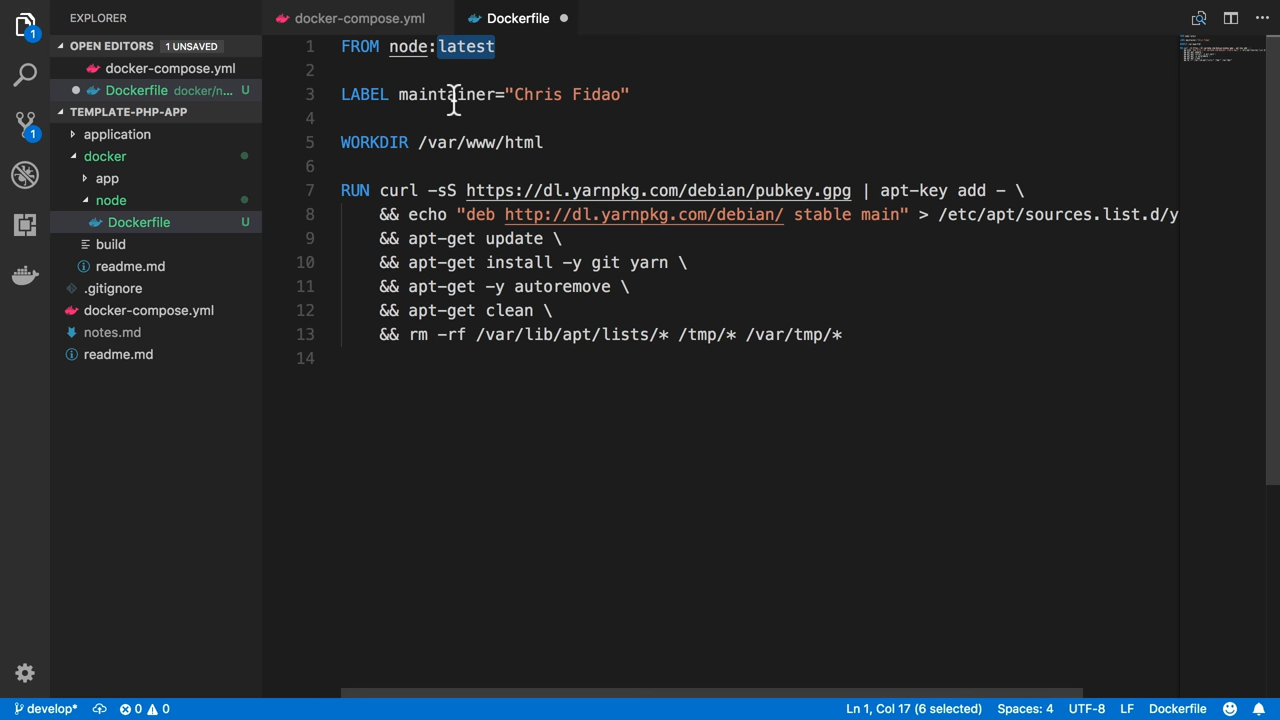 EXPLORER
docker-compose.yml
Dockerfile
OPEN EDITORS 1 UNSAVED
docker-compose.yml
Dockerfile docker/n... U
TEMPLATE-PHP-APP
application
docker
app
node
Dockerfile U
build
readme.md
.gitignore
docker-compose.yml
notes.md
readme.md
1
1
1 FROM node:latest
2
3 LABEL maintainer="Chris Fidao"
4
5 WORKDIR /var/www/html
6
7 RUN curl -sS https://dl.yarnpkg.com/debian/pubkey.gpg | apt-key add - \
8 && echo "deb http://dl.yarnpkg.com/debian/ stable main" > /etc/apt/sources.list.d/y
9 && apt-get update \
10 && apt-get install -y git yarn \
11 && apt-get -y autoremove \
12 && apt-get clean \
13 && rm -rf /var/lib/apt/lists/* /tmp/* /var/tmp/*
14
develop* 0 0 Ln 1, Col 17 (6 selected) Spaces: 4 UTF-8 LF Dockerfile